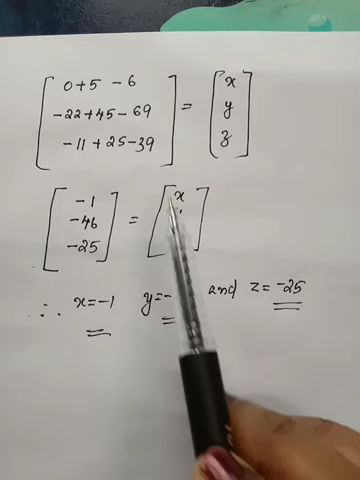 0+5 -6
-22+45-69 = x y z
-11+25-39
-1
-46 = x
-25
∴ x=-1 y=- and z=-25